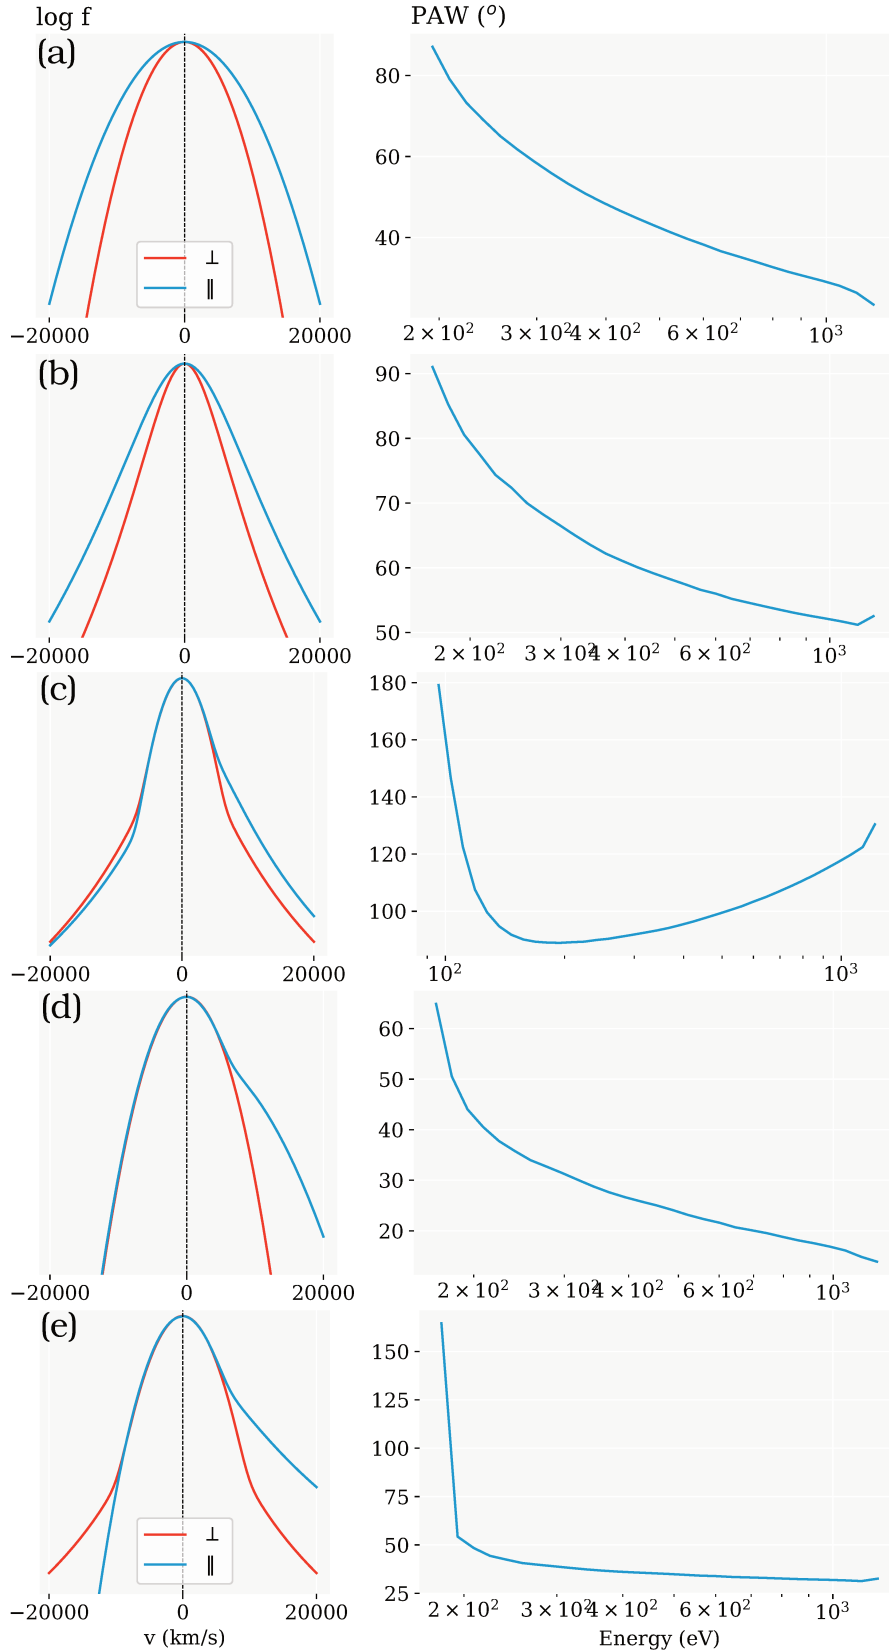 log f PAW (°)
(a)
80
60
40
⊥
∥
−20000 0 20000 2 × 10² 3 × 10² 4 × 10² 6 × 10² 10³
(b)
90
80
70
60
50
−20000 0 20000 2 × 10² 3 × 10² 4 × 10² 6 × 10² 10³
(c)
180
160
140
120
100
−20000 0 20000 10² 10³
(d)
60
50
40
30
20
−20000 0 20000 2 × 10² 3 × 10² 4 × 10² 6 × 10² 10³
(e)
150
125
100
75
50
25
⊥
∥
−20000 0 20000 2 × 10² 3 × 10² 4 × 10² 6 × 10² 10³
v (km/s) Energy (eV)